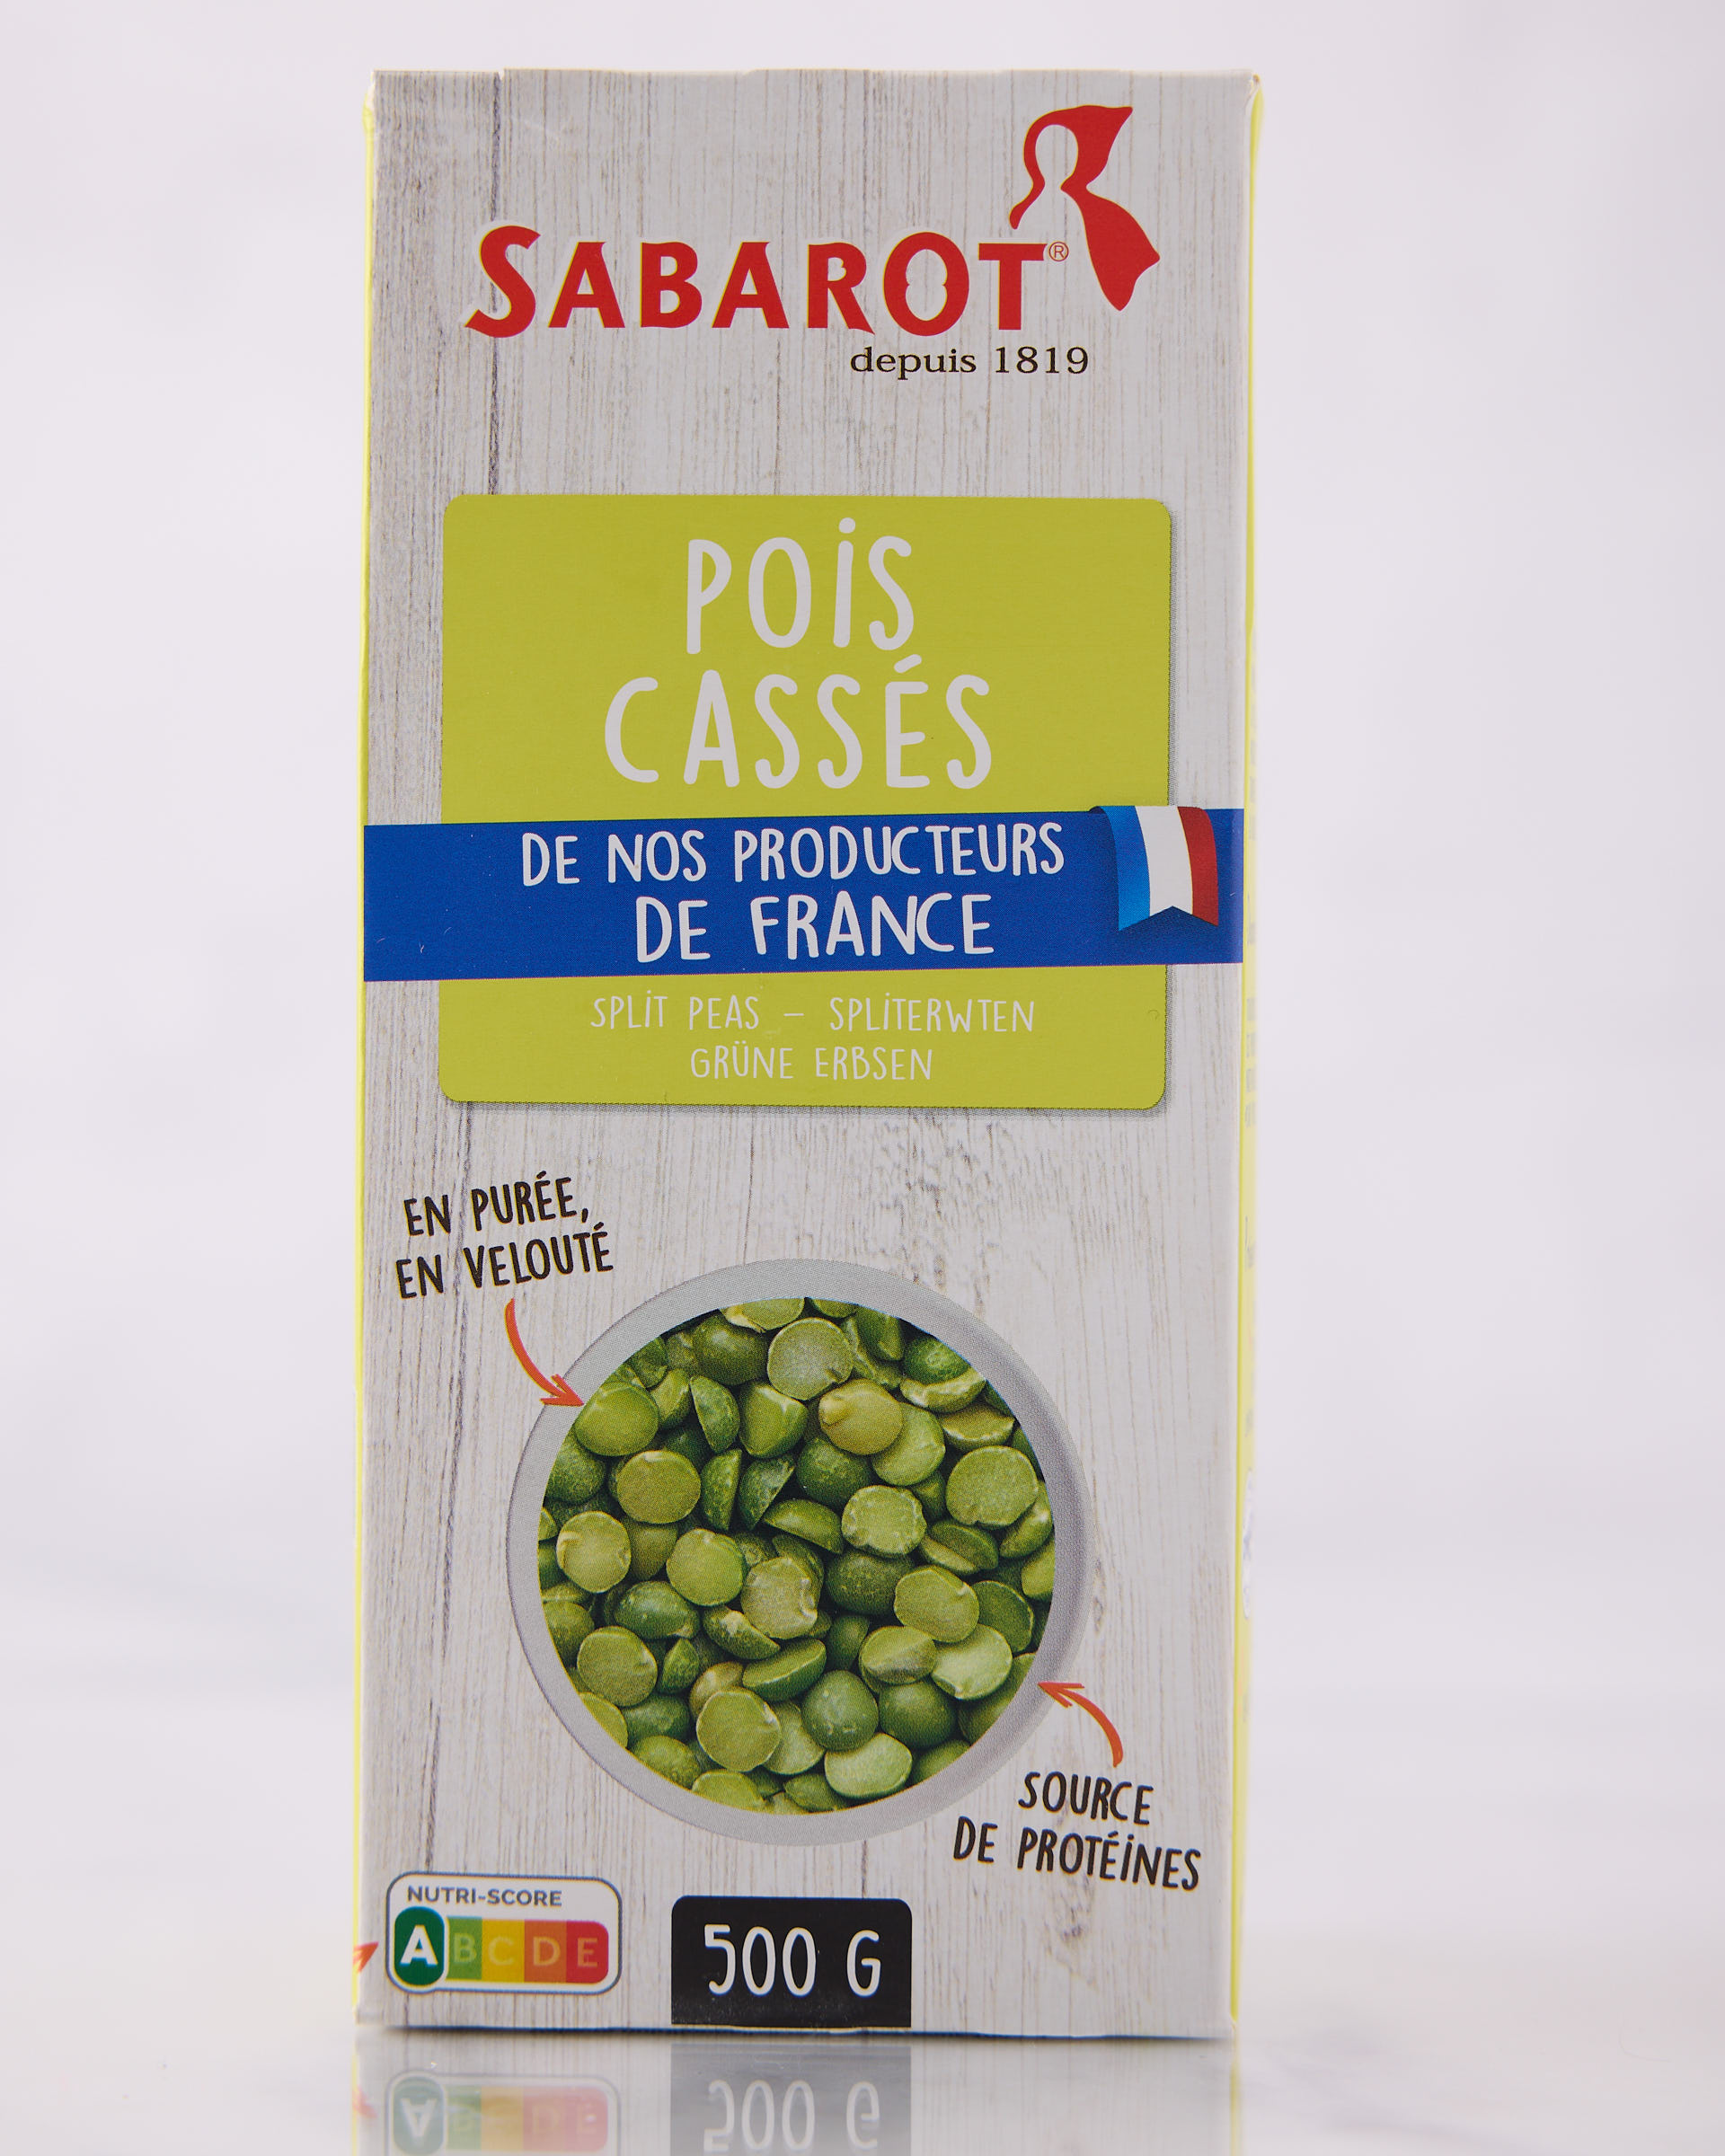 SABAROT®
depuis 1819
POIS
CASSÉS
DE NOS PRODUCTEURS
DE FRANCE
SPLIT PEAS – SPLITERWTEN
GRÜNE ERBSEN
EN PURÉE,
EN VELOUTÉ
SOURCE
DE PROTÉINES
NUTRI-SCORE
A B C D E
500 G